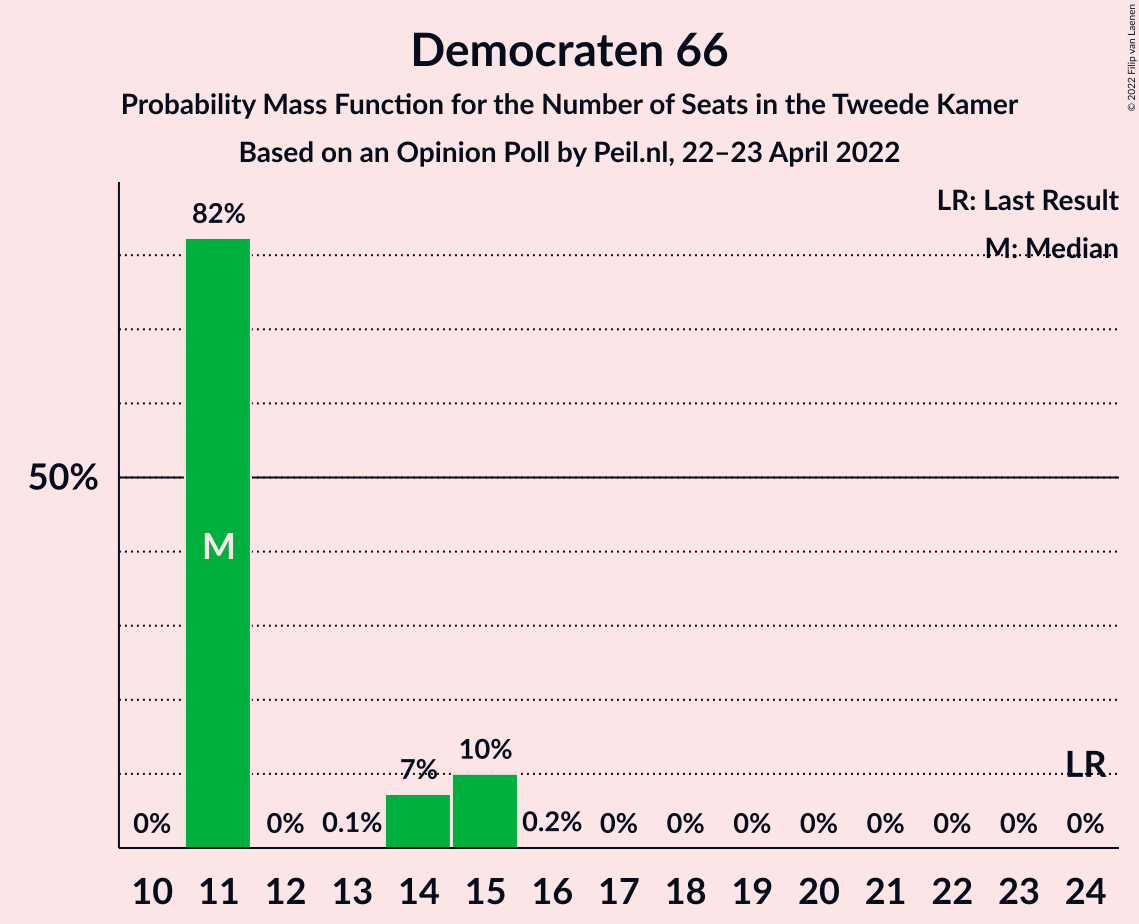 Democraten 66
Probability Mass Function for the Number of Seats in the Tweede Kamer
Based on an Opinion Poll by Peil.nl, 22–23 April 2022
© 2022 Filip van Laenen
LR: Last Result
M: Median
82%
50%
M
10%
7%
LR
0% 0% 0.1% 0.2% 0% 0% 0% 0% 0% 0% 0% 0%
10 11 12 13 14 15 16 17 18 19 20 21 22 23 24